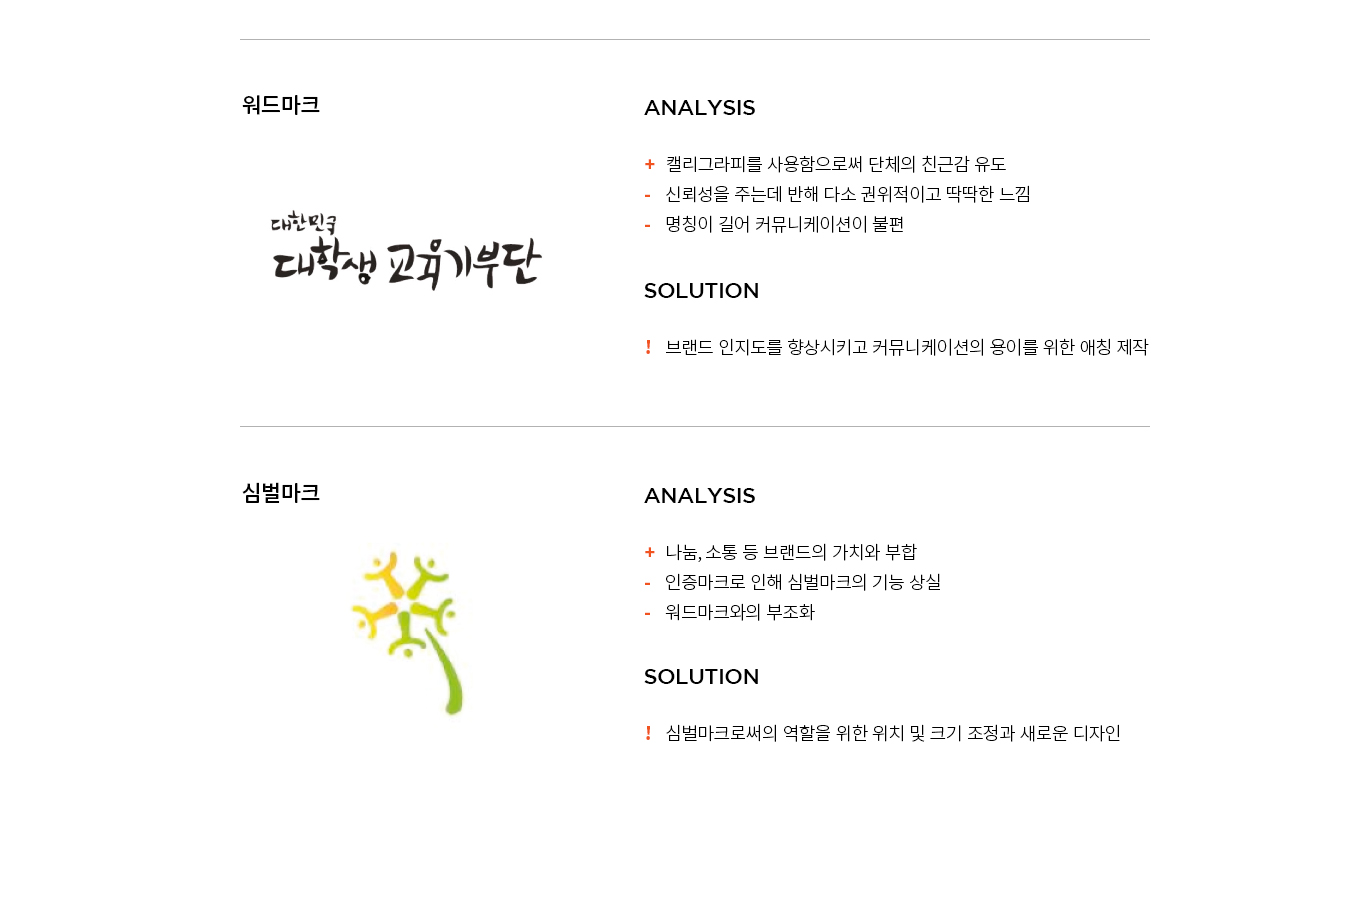 워드마크
대한민국
대학생 교육기부단
ANALYSIS
+ 캘리그라피를 사용함으로써 단체의 친근감 유도
- 신뢰성을 주는데 반해 다소 권위적이고 딱딱한 느낌
- 명칭이 길어 커뮤니케이션이 불편
SOLUTION
! 브랜드 인지도를 향상시키고 커뮤니케이션의 용이를 위한 애칭 제작
심벌마크
ANALYSIS
+ 나눔, 소통 등 브랜드의 가치와 부합
- 인증마크로 인해 심벌마크의 기능 상실
- 워드마크와의 부조화
SOLUTION
! 심벌마크로써의 역할을 위한 위치 및 크기 조정과 새로운 디자인